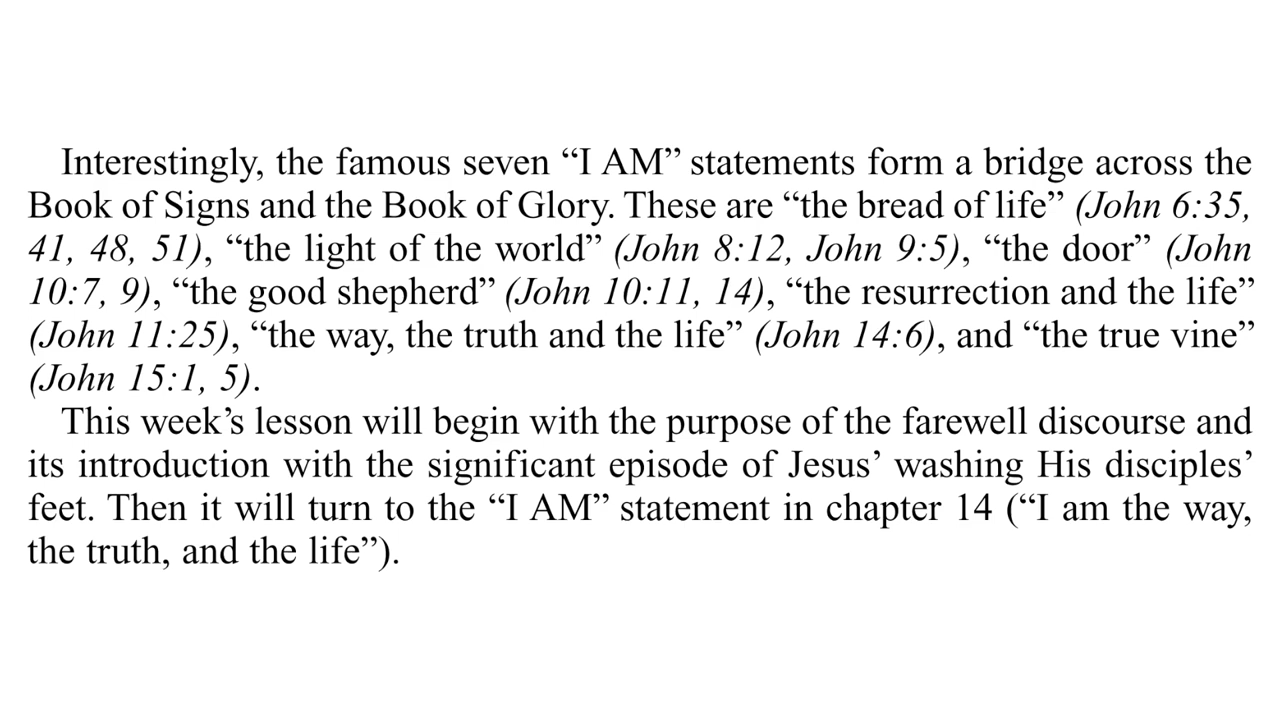 Interestingly, the famous seven “I AM” statements form a bridge across the
Book of Signs and the Book of Glory. These are “the bread of life” (John 6:35,
41, 48, 51), “the light of the world” (John 8:12, John 9:5), “the door” (John
10:7, 9), “the good shepherd” (John 10:11, 14), “the resurrection and the life”
(John 11:25), “the way, the truth and the life” (John 14:6), and “the true vine”
(John 15:1, 5).
This week’s lesson will begin with the purpose of the farewell discourse and
its introduction with the significant episode of Jesus’ washing His disciples’
feet. Then it will turn to the “I AM” statement in chapter 14 (“I am the way,
the truth, and the life”).